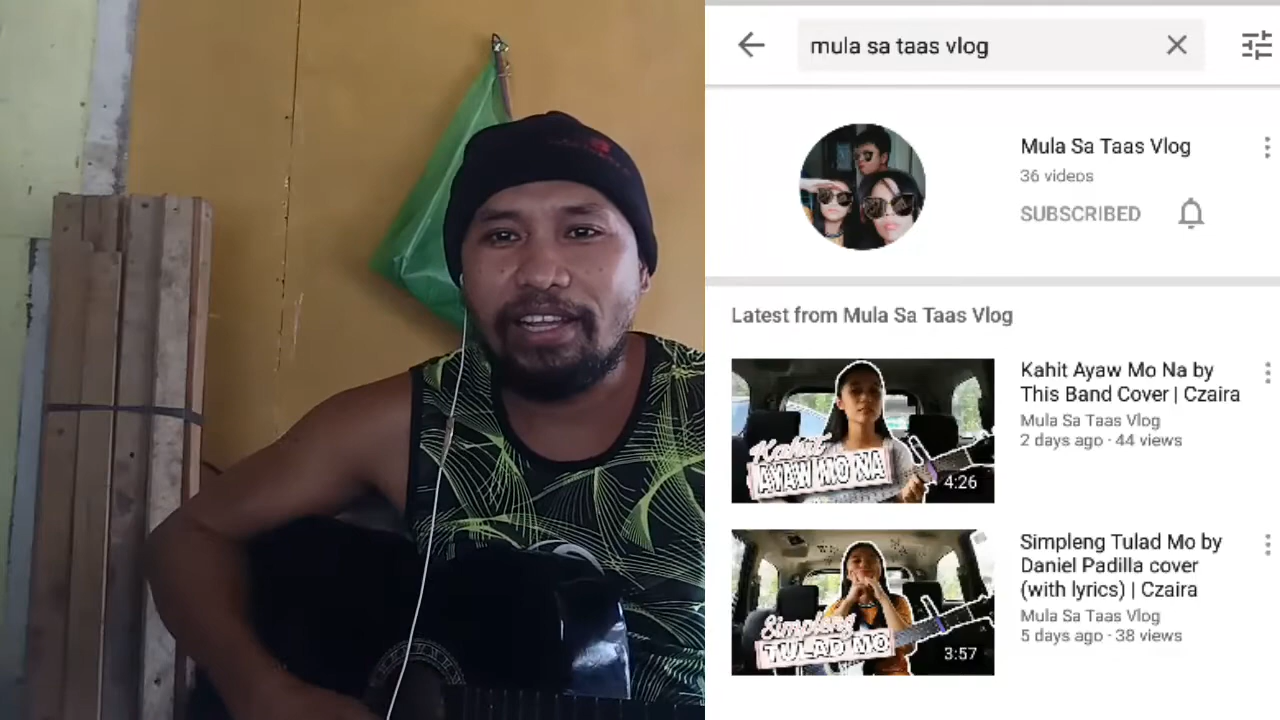 mula sa taas vlog
Mula Sa Taas Vlog
36 videos
SUBSCRIBED
Latest from Mula Sa Taas Vlog
Kahit
AYAW MO NA
4:26
Kahit Ayaw Mo Na by
This Band Cover | Czaira
Mula Sa Taas Vlog
2 days ago · 44 views
Simpleng
TULAD MO
3:57
Simpleng Tulad Mo by
Daniel Padilla cover
(with lyrics) | Czaira
Mula Sa Taas Vlog
5 days ago · 38 views